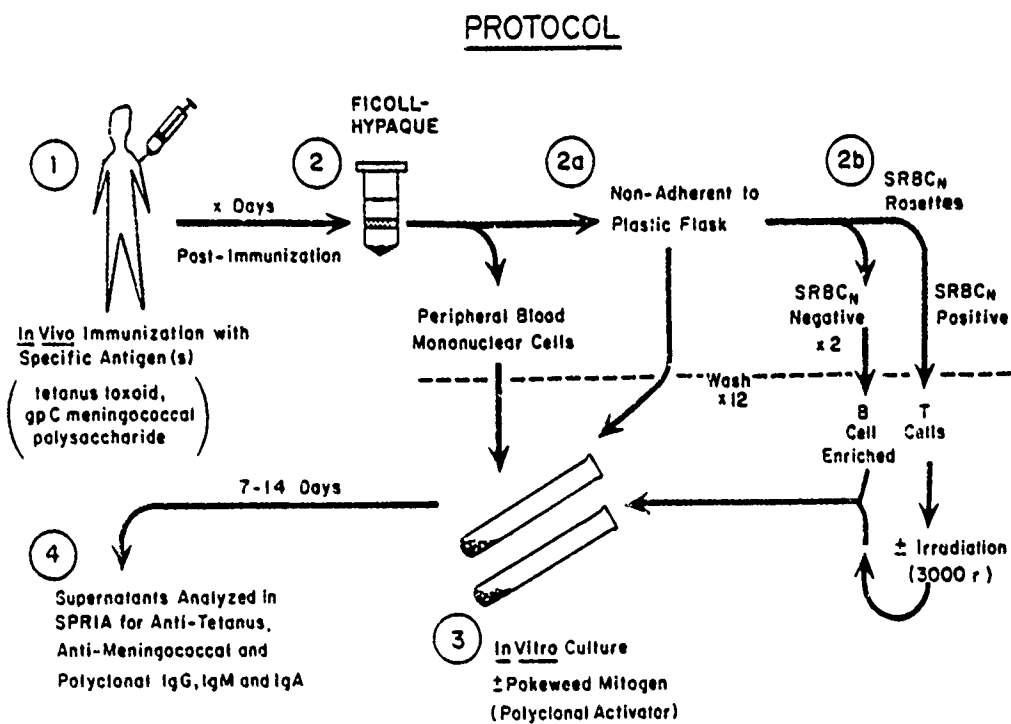 PROTOCOL
1
2
FICOLL-
HYPAQUE
2a
2b
SRBCN
Rosettes
x Days
Post-Immunization
Non-Adherent to
Plastic Flask
In Vivo Immunization with
Specific Antigen(s)
(tetanus toxoid,
gp C meningococcal
polysaccharide)
Peripheral Blood
Mononuclear Cells
SRBCN
Negative
x2
SRBCN
Positive
Wash
x12
B
Cell
Enriched
T
Cells
± Irradiation
(3000 r)
7-14 Days
4
Supernatants Analyzed in
SPRIA for Anti-Tetanus,
Anti-Meningococcal and
Polyclonal IgG, IgM and IgA
3
In Vitro Culture
± Pokeweed Mitogen
(Polyclonal Activator)